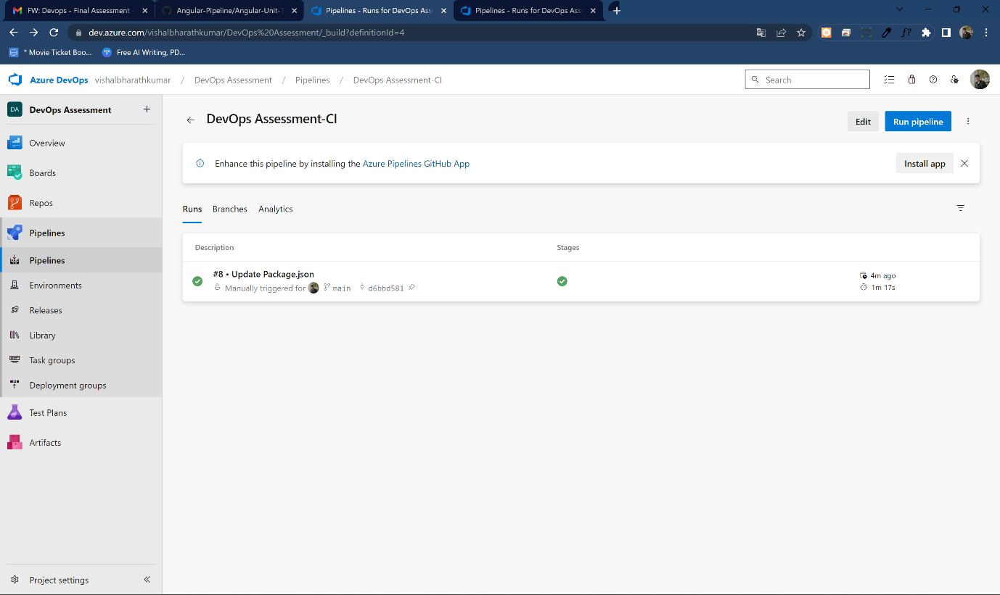 FW: Devops - Final Assessment -
Angular-Pipeline/Angular-Unit-T
Pipelines - Runs for DevOps Asse
Pipelines - Runs for DevOps Asse
dev.azure.com/vishalbharathkumar/DevOps%20Assessment/_build?definitionId=4
f?
* Movie Ticket Boo...
Free AI Writing, PD...
Azure DevOps vishalbharathkumar / DevOps Assessment / Pipelines / DevOps Assessment-CI
Search
DA DevOps Assessment
Overview
Boards
Repos
Pipelines
Pipelines
Environments
Releases
Library
Task groups
Deployment groups
Test Plans
Artifacts
Project settings
DevOps Assessment-CI
Edit
Run pipeline
Enhance this pipeline by installing the Azure Pipelines GitHub App
Install app
Runs Branches Analytics
Description Stages
#8 • Update Package.json
Manually triggered for main d6bbd581
4m ago
1m 17s